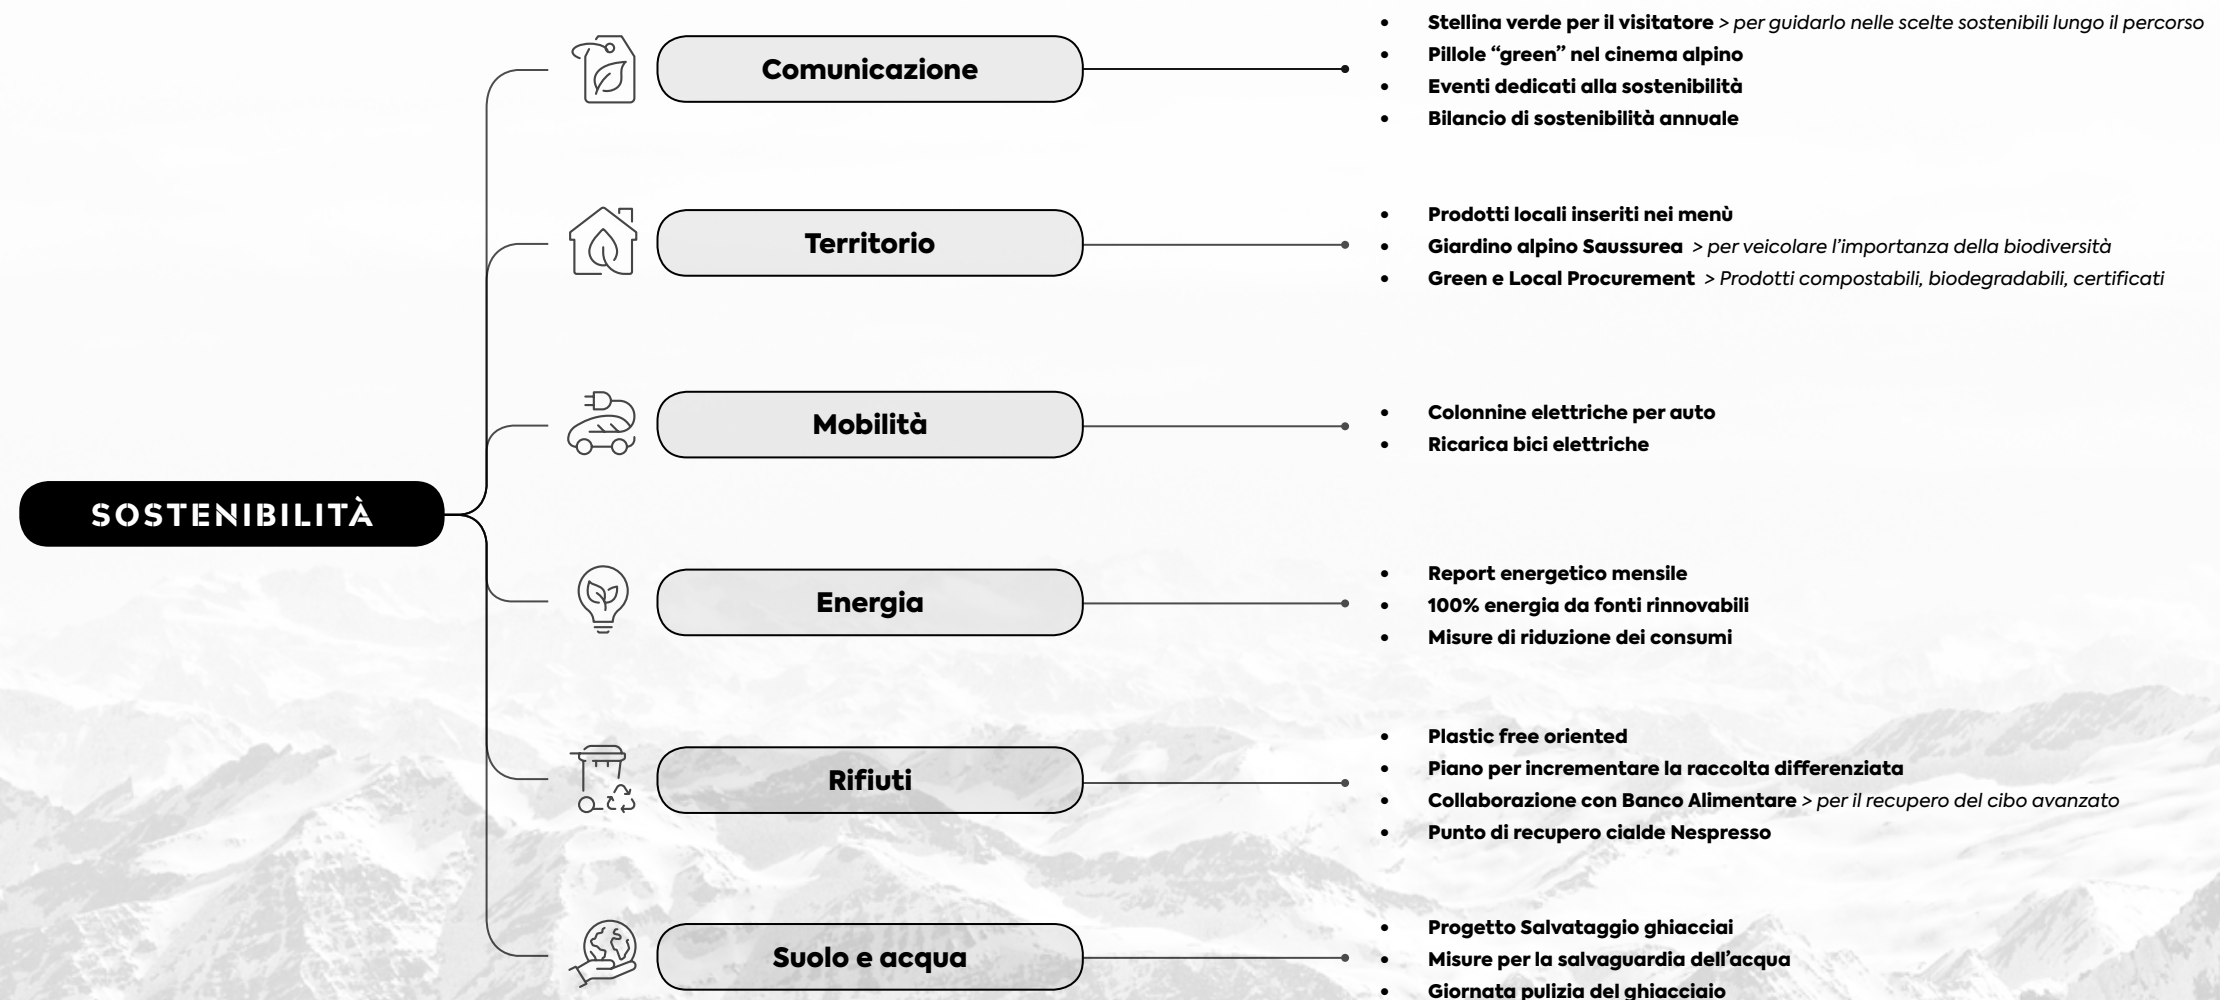 Comunicazione
• Stellina verde per il visitatore > per guidarlo nelle scelte sostenibili lungo il percorso
• Pillole “green” nel cinema alpino
• Eventi dedicati alla sostenibilità
• Bilancio di sostenibilità annuale
Territorio
• Prodotti locali inseriti nei menù
• Giardino alpino Saussurea > per veicolare l’importanza della biodiversità
• Green e Local Procurement > Prodotti compostabili, biodegradabili, certificati
Mobilità
• Colonnine elettriche per auto
• Ricarica bici elettriche
SOSTENIBILITÀ
Energia
• Report energetico mensile
• 100% energia da fonti rinnovabili
• Misure di riduzione dei consumi
Rifiuti
• Plastic free oriented
• Piano per incrementare la raccolta differenziata
• Collaborazione con Banco Alimentare > per il recupero del cibo avanzato
• Punto di recupero cialde Nespresso
Suolo e acqua
• Progetto Salvataggio ghiacciai
• Misure per la salvaguardia dell’acqua
• Giornata pulizia del ghiacciaio